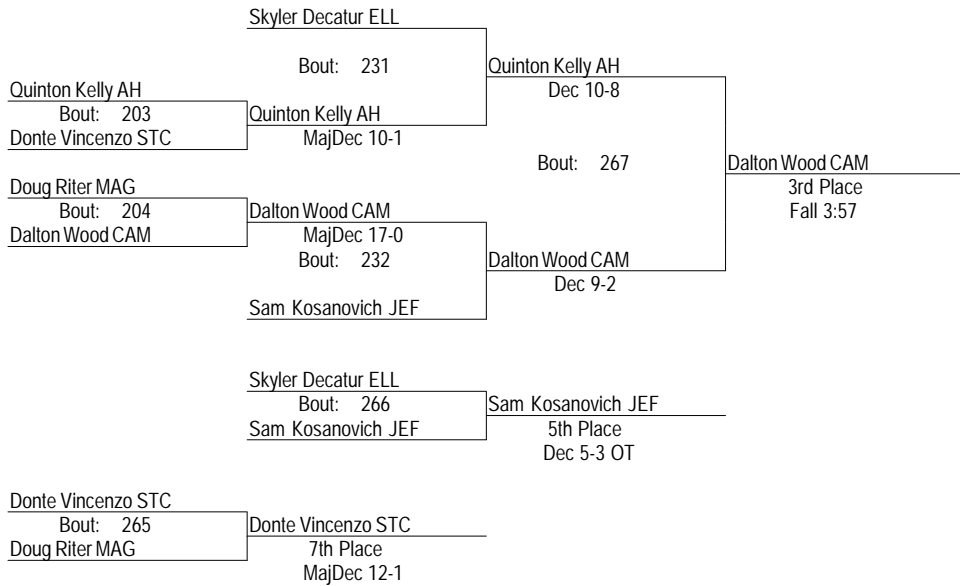 Skyler Decatur ELL
Bout: 231
Quinton Kelly AH
Dec 10-8
Quinton Kelly AH
Bout: 203
Quinton Kelly AH
Donte Vincenzo STC
MajDec 10-1
Bout: 267
Dalton Wood CAM
3rd Place
Fall 3:57
Doug Riter MAG
Bout: 204
Dalton Wood CAM
Dalton Wood CAM
MajDec 17-0
Bout: 232
Dalton Wood CAM
Dec 9-2
Sam Kosanovich JEF
Skyler Decatur ELL
Bout: 266
Sam Kosanovich JEF
Sam Kosanovich JEF
5th Place
Dec 5-3 OT
Donte Vincenzo STC
Bout: 265
Donte Vincenzo STC
Doug Riter MAG
7th Place
MajDec 12-1